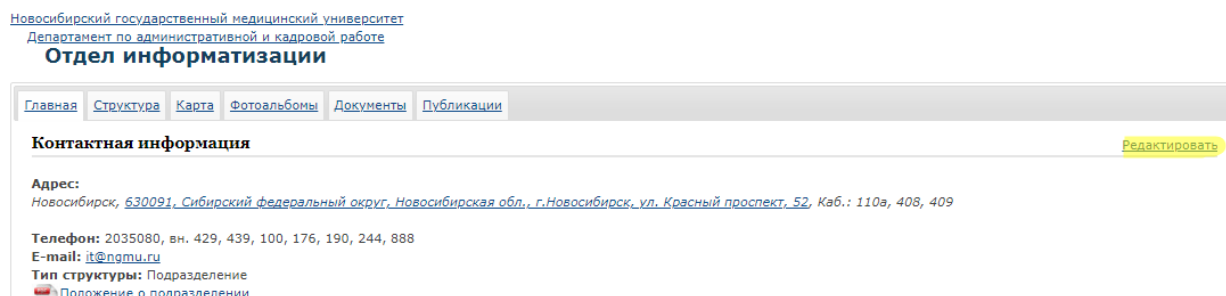 Новосибирский государственный медицинский университет
Департамент по административной и кадровой работе
Отдел информатизации
Главная Структура Карта Фотоальбомы Документы Публикации
Контактная информация Редактировать
Адрес:
Новосибирск, 630091, Сибирский федеральный округ, Новосибирская обл., г.Новосибирск, ул. Красный проспект, 52, Каб.: 110а, 408, 409
Телефон: 2035080, вн. 429, 439, 100, 176, 190, 244, 888
E-mail: it@ngmu.ru
Тип структуры: Подразделение
Положение о подразделении